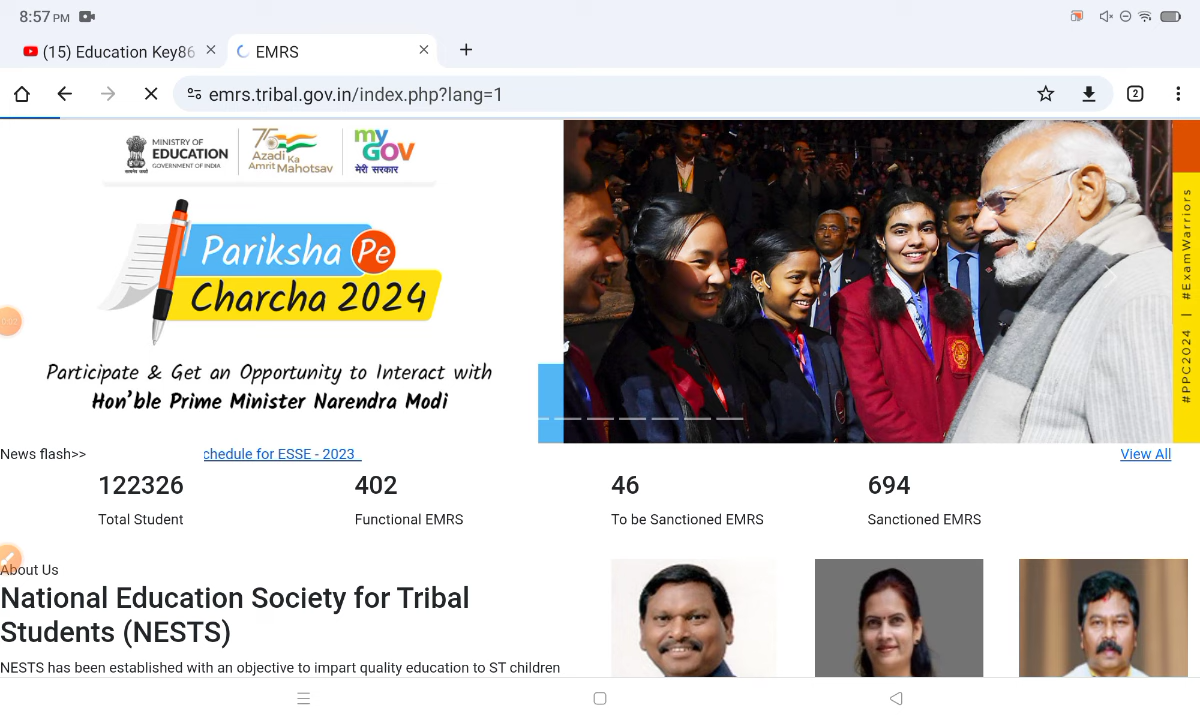 8:57 PM
(15) Education Key86
EMRS
emrs.tribal.gov.in/index.php?lang=1
2
MINISTRY OF
EDUCATION
GOVERNMENT OF INDIA
सत्यमेव जयते
75
Azadi Ka
Amrit Mahotsav
my
GOV
मेरी सरकार
Pariksha Pe
Charcha 2024
Participate & Get an Opportunity to Interact with
Hon'ble Prime Minister Narendra Modi
#PPC2024 | #ExamWarriors
News flash>>
chedule for ESSE - 2023
View All
122326
402
46
694
Total Student
Functional EMRS
To be Sanctioned EMRS
Sanctioned EMRS
About Us
National Education Society for Tribal
Students (NESTS)
NESTS has been established with an objective to impart quality education to ST children